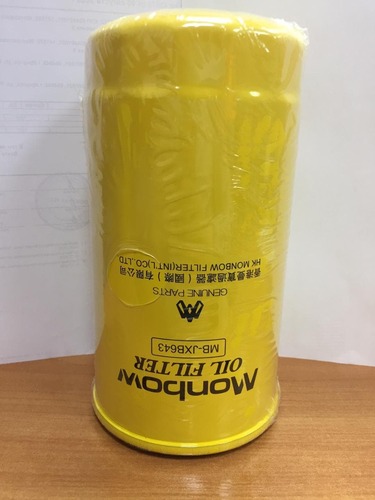 Monbow
OIL FILTER
MB-JXB643
GENUINE PARTS
香港曼寶過濾器（國際）有限公司
HK MONBOW FILTER(INT'L)CO.,LTD